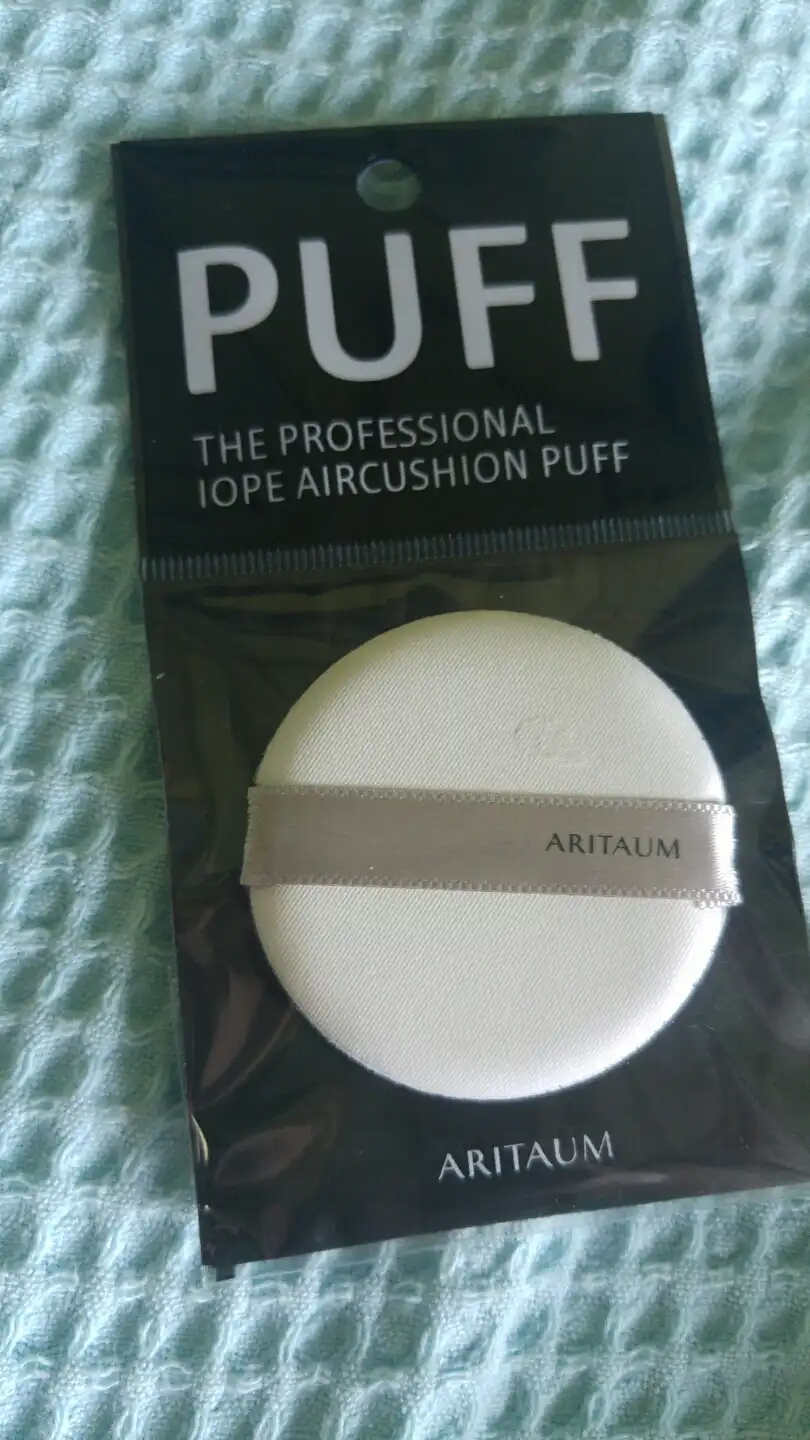 PUFF
THE PROFESSIONAL
IOPE AIRCUSHION PUFF
ARITAUM
ARITAUM